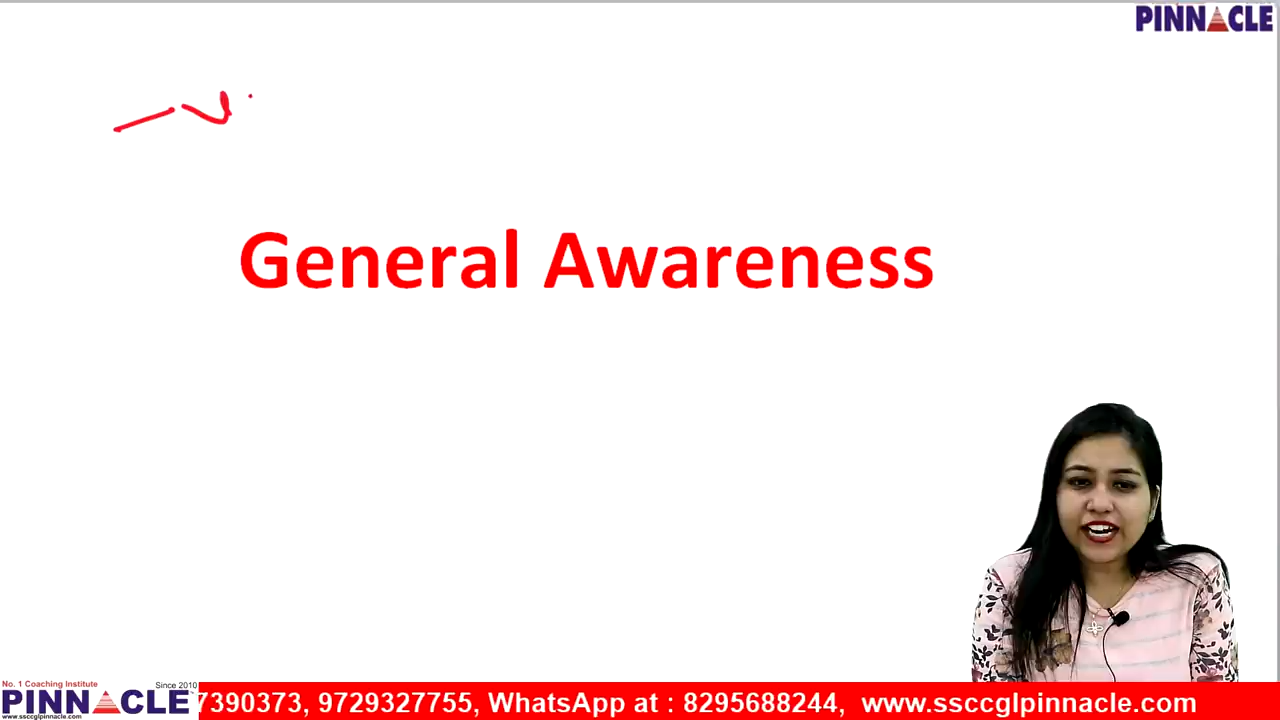 PINNACLE
General Awareness
No. 1 Coaching Institute
Since 2010
PINNACLE
www.ssccglpinnacle.com
7390373, 9729327755, WhatsApp at : 8295688244, www.ssccglpinnacle.com